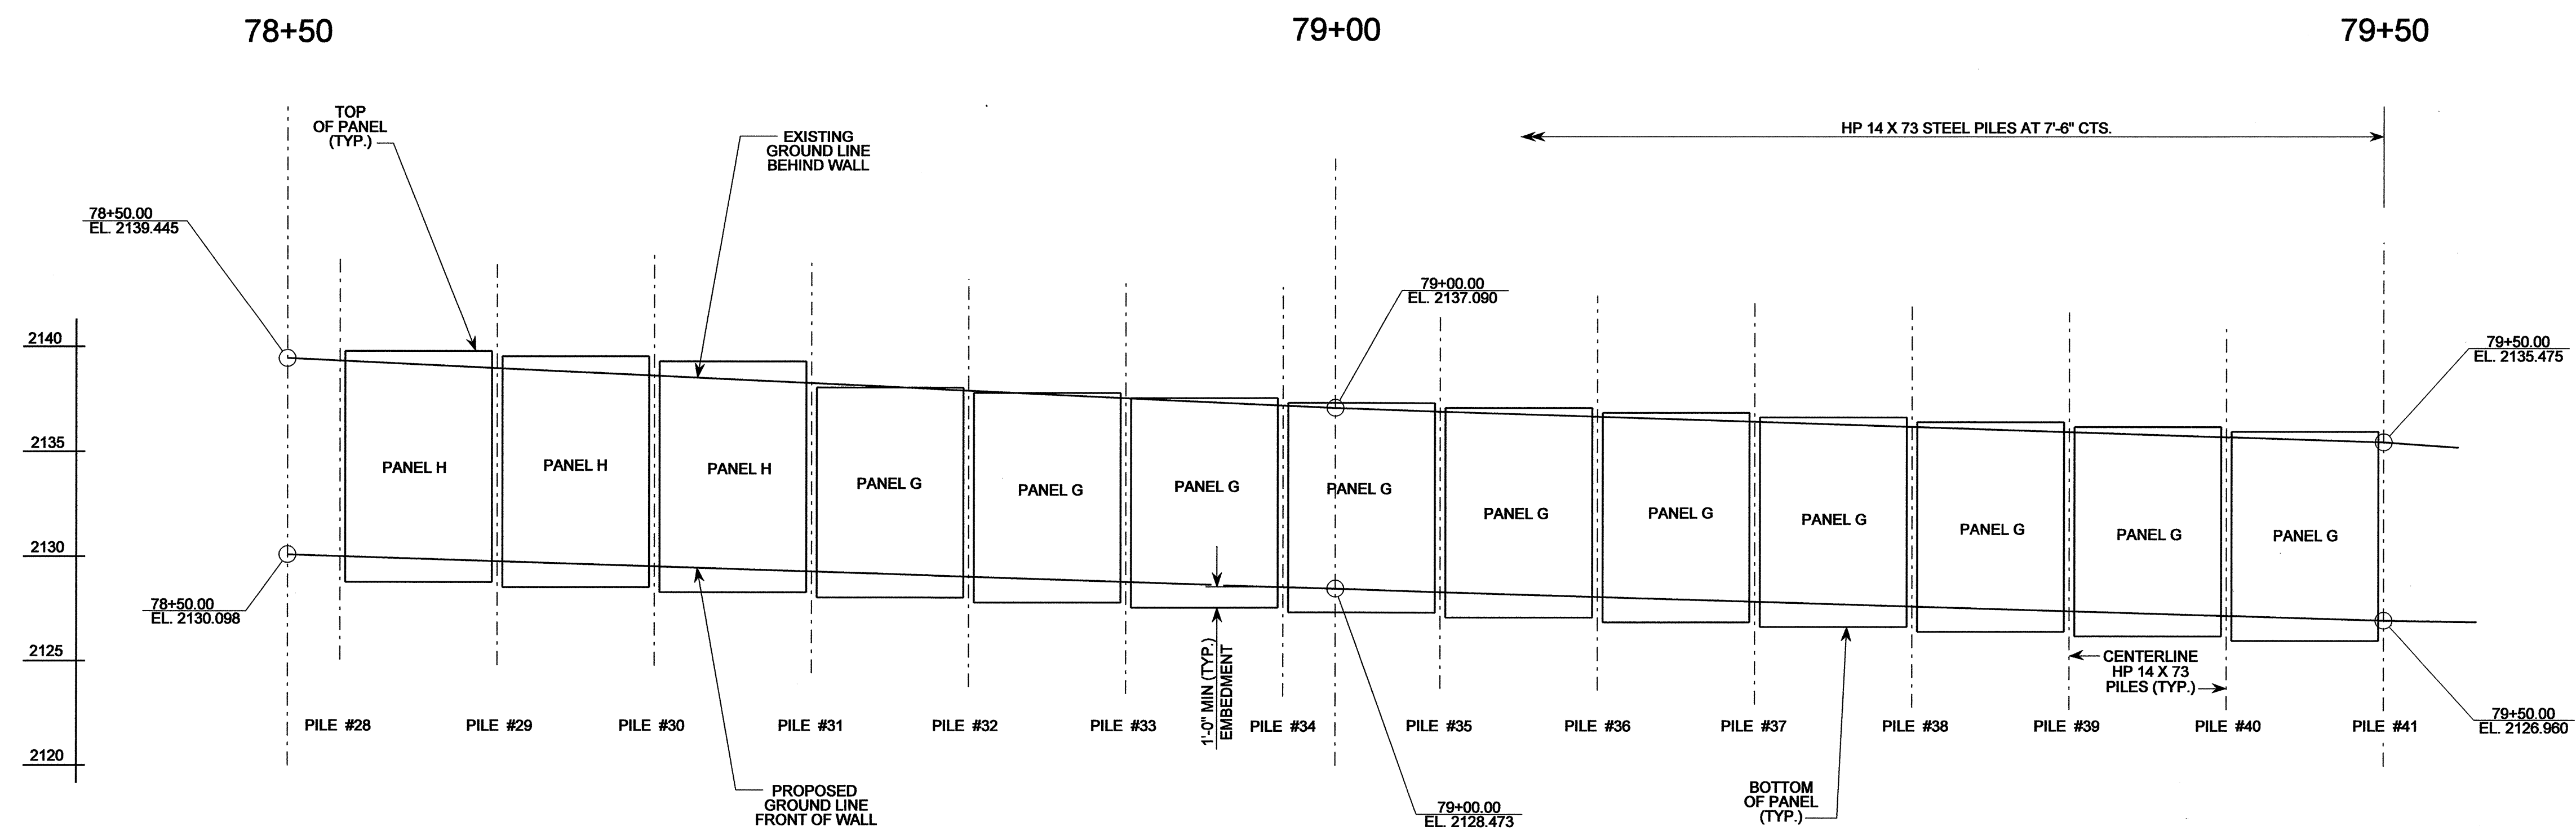 78+50
79+00
79+50
TOP
OF PANEL
(TYP.)
EXISTING
GROUND LINE
BEHIND WALL
HP 14 X 73 STEEL PILES AT 7'-6" CTS.
78+50.00
EL. 2139.445
79+00.00
EL. 2137.090
79+50.00
EL. 2135.475
2140
2135
2130
2125
2120
PANEL H
PANEL H
PANEL H
PANEL G
PANEL G
PANEL G
PANEL G
PANEL G
PANEL G
PANEL G
PANEL G
PANEL G
PANEL G
78+50.00
EL. 2130.098
1'-0" MIN (TYP.)
EMBEDMENT
CENTERLINE
HP 14 X 73
PILES (TYP.)
PILE #28
PILE #29
PILE #30
PILE #31
PILE #32
PILE #33
PILE #34
PILE #35
PILE #36
PILE #37
PILE #38
PILE #39
PILE #40
PILE #41
79+50.00
EL. 2126.960
PROPOSED
GROUND LINE
FRONT OF WALL
79+00.00
EL. 2128.473
BOTTOM
OF PANEL
(TYP.)